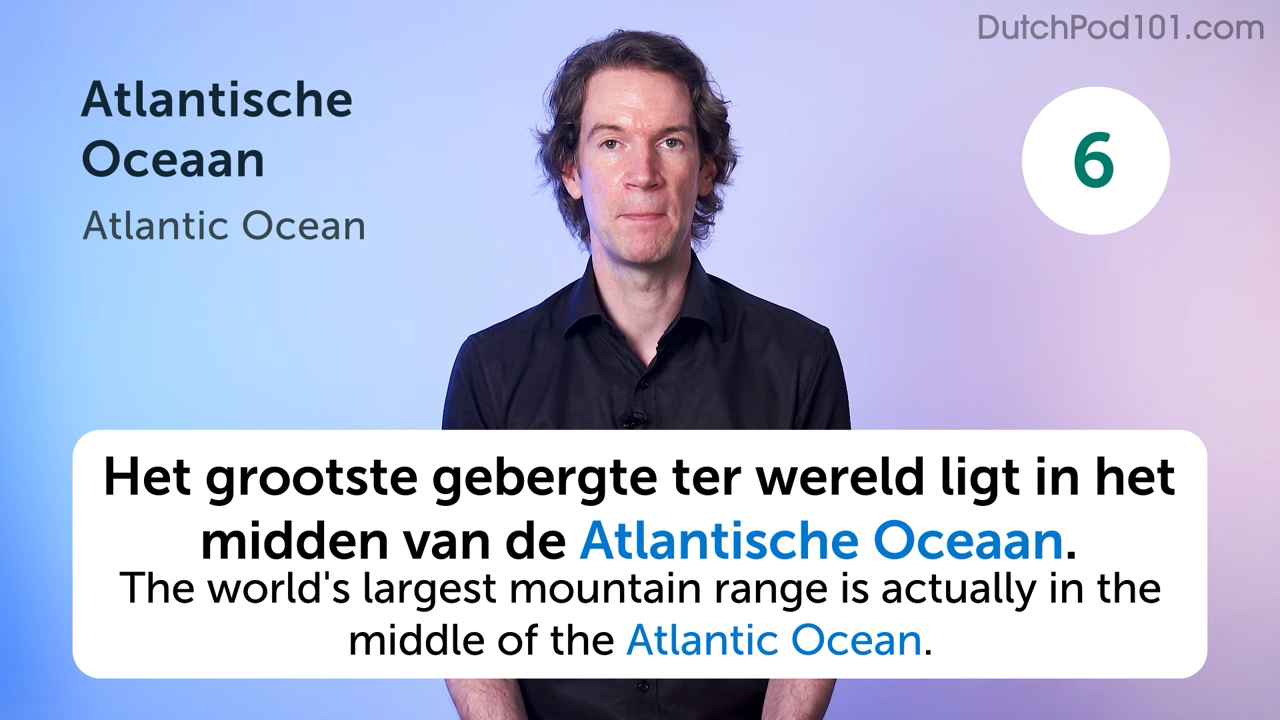 DutchPod101.com
Atlantische
Oceaan
Atlantic Ocean
6
Het grootste gebergte ter wereld ligt in het
midden van de Atlantische Oceaan.
The world's largest mountain range is actually in the
middle of the Atlantic Ocean.